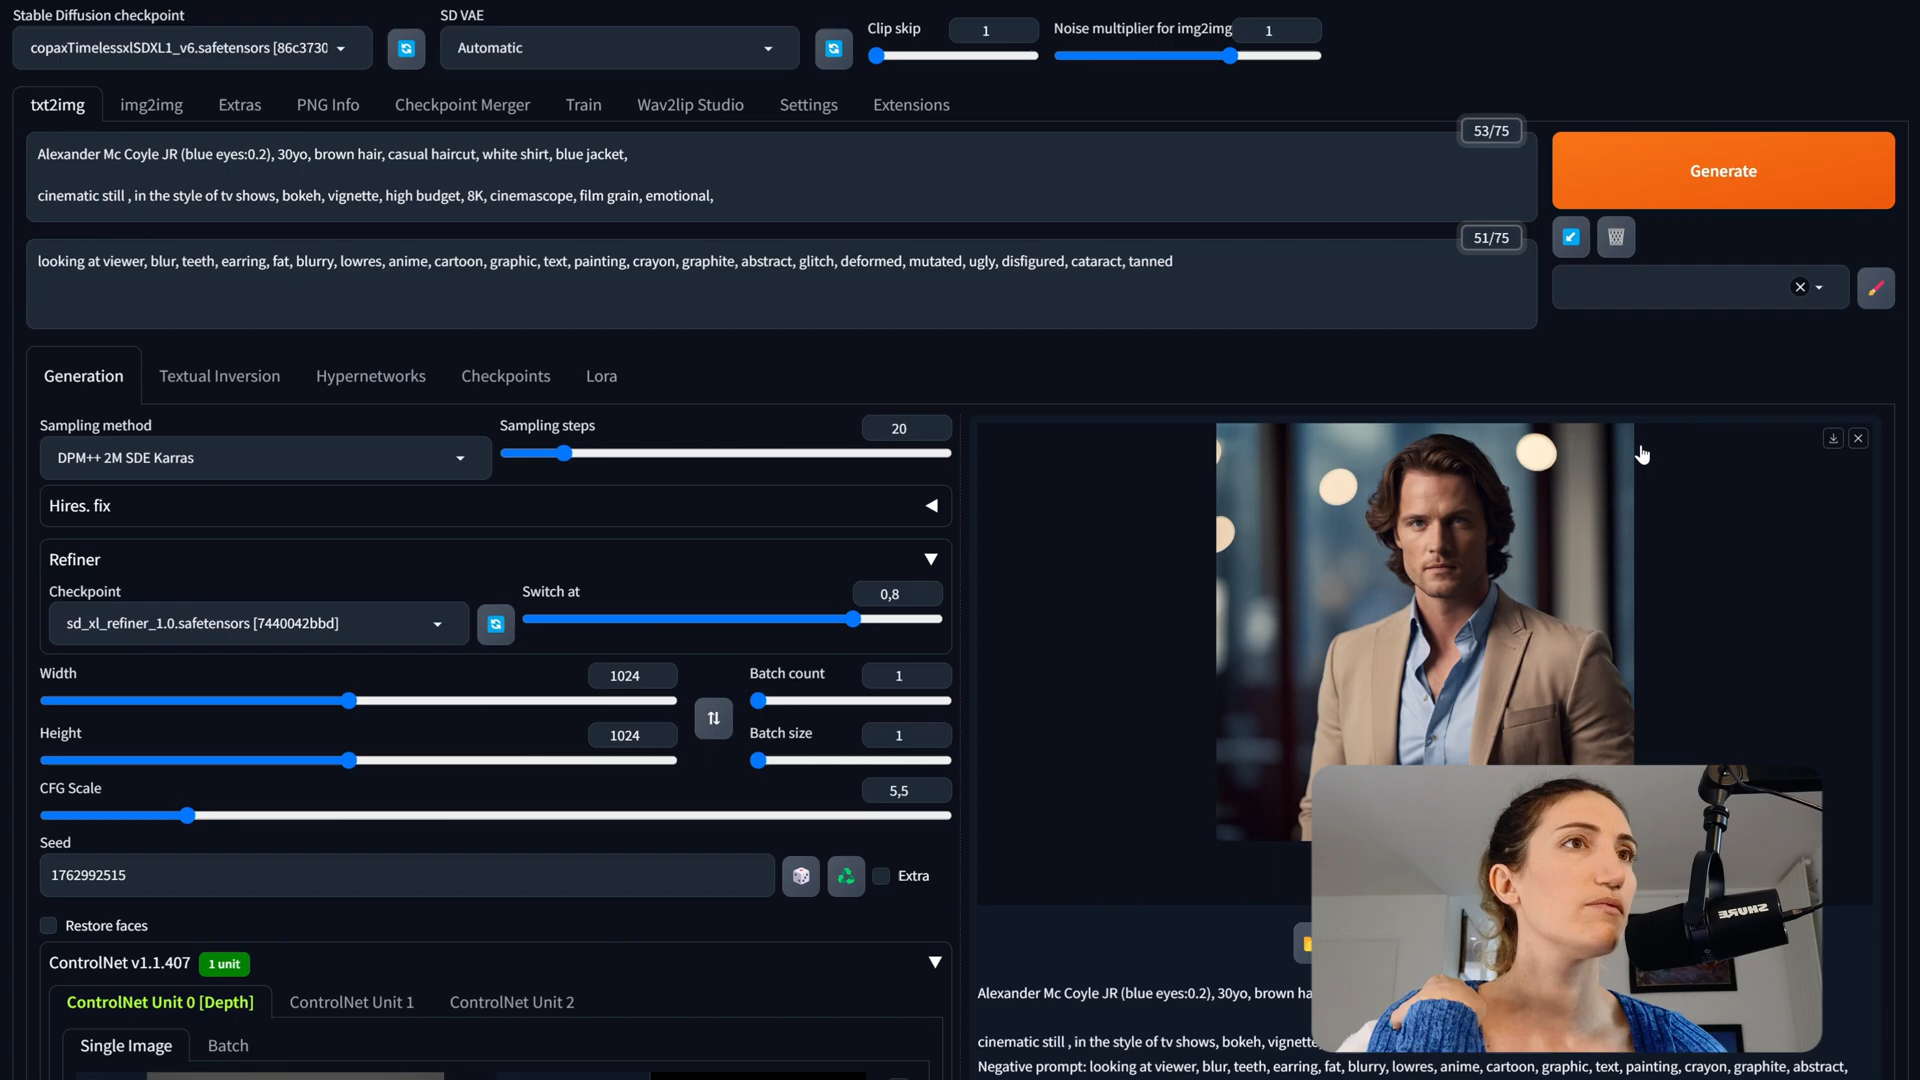 Stable Diffusion checkpoint
SD VAE
Clip skip
1
Noise multiplier for img2img
1
copaxTimelessxlSDXL1_v6.safetensors [86c3730
Automatic
txt2img
img2img
Extras
PNG Info
Checkpoint Merger
Train
Wav2lip Studio
Settings
Extensions
53/75
Alexander Mc Coyle JR (blue eyes:0.2), 30yo, brown hair, casual haircut, white shirt, blue jacket,
cinematic still , in the style of tv shows, bokeh, vignette, high budget, 8K, cinemascope, film grain, emotional,
Generate
51/75
looking at viewer, blur, teeth, earring, fat, blurry, lowres, anime, cartoon, graphic, text, painting, crayon, graphite, abstract, glitch, deformed, mutated, ugly, disfigured, cataract, tanned
Generation
Textual Inversion
Hypernetworks
Checkpoints
Lora
Sampling method
DPM++ 2M SDE Karras
Sampling steps
20
Hires. fix
Refiner
Checkpoint
sd_xl_refiner_1.0.safetensors [7440042bbd]
Switch at
0,8
Width
1024
Batch count
1
Height
1024
Batch size
1
CFG Scale
5,5
Seed
1762992515
Extra
Restore faces
ControlNet v1.1.407
1 unit
ControlNet Unit 0 [Depth]
ControlNet Unit 1
ControlNet Unit 2
Single Image
Batch
SHURE
Alexander Mc Coyle JR (blue eyes:0.2), 30yo, brown ha
cinematic still , in the style of tv shows, bokeh, vignette,
Negative prompt: looking at viewer, blur, teeth, earring, fat, blurry, lowres, anime, cartoon, graphic, text, painting, crayon, graphite, abstract,